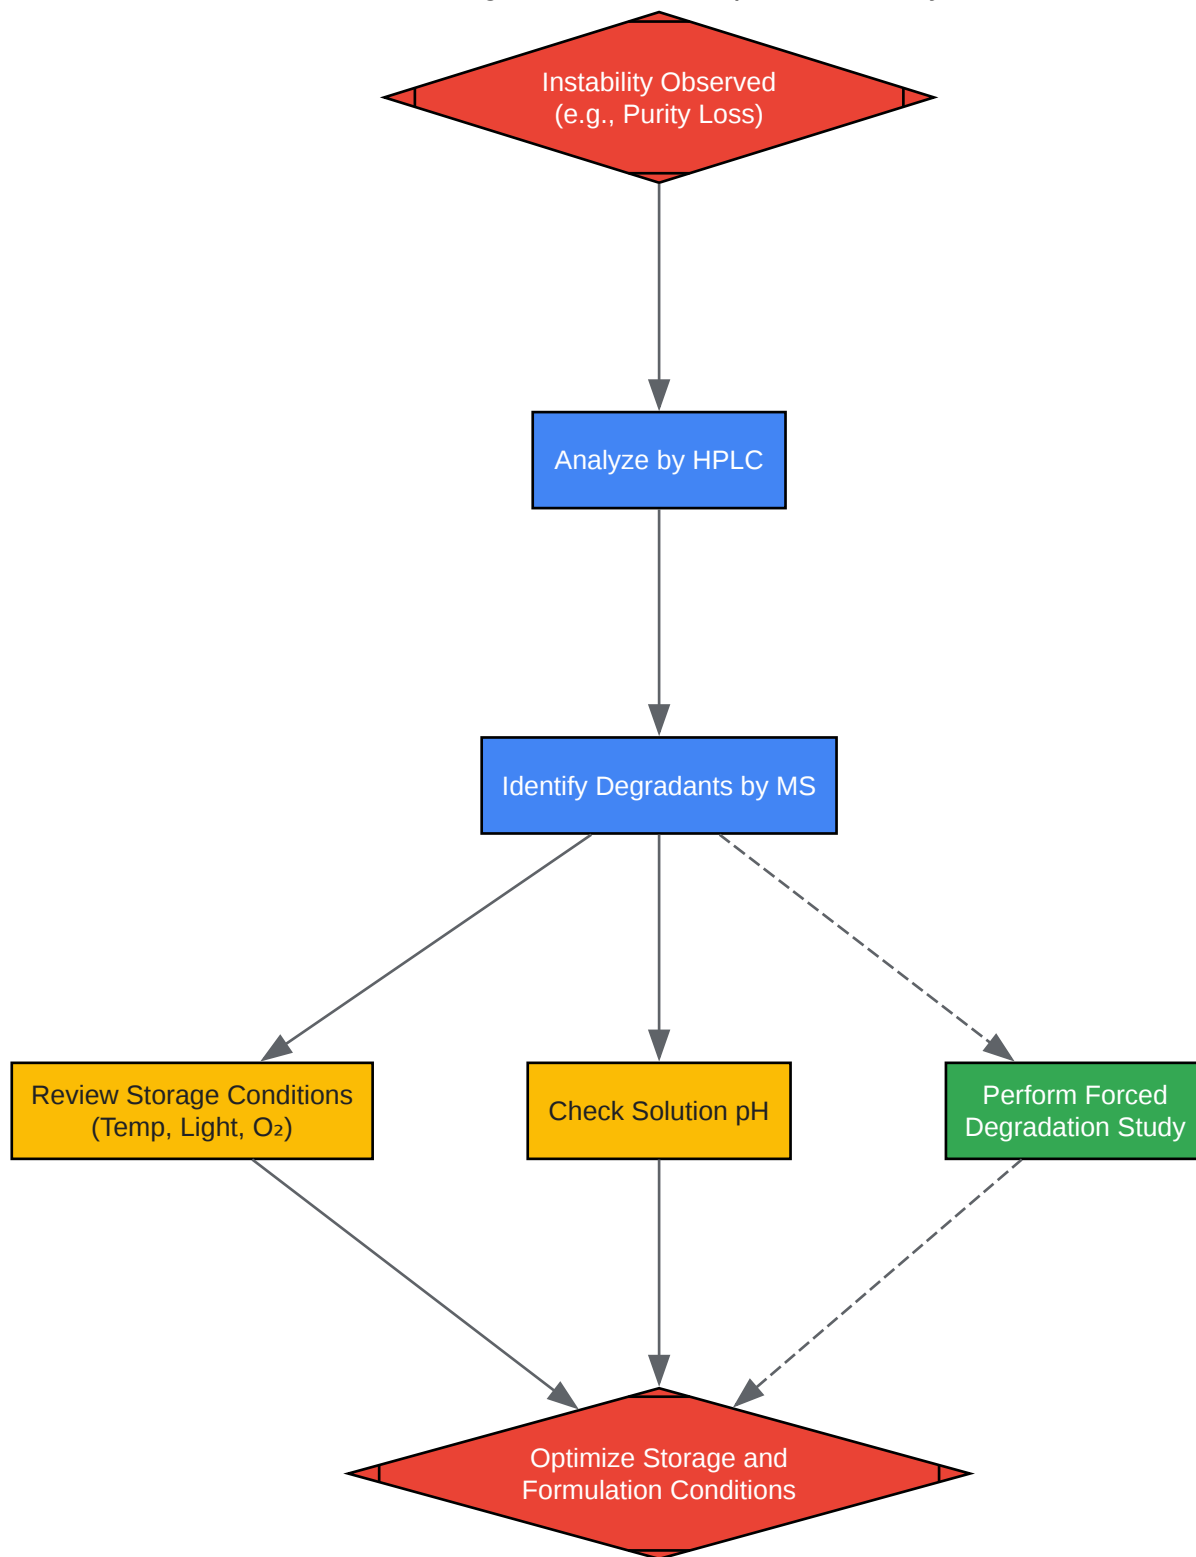 Instability Observed
(e.g., Purity Loss)
Analyze by HPLC
Identify Degradants by MS
Review Storage Conditions
(Temp, Light, O₂)
Check Solution pH
Perform Forced
Degradation Study
Optimize Storage and
Formulation Conditions